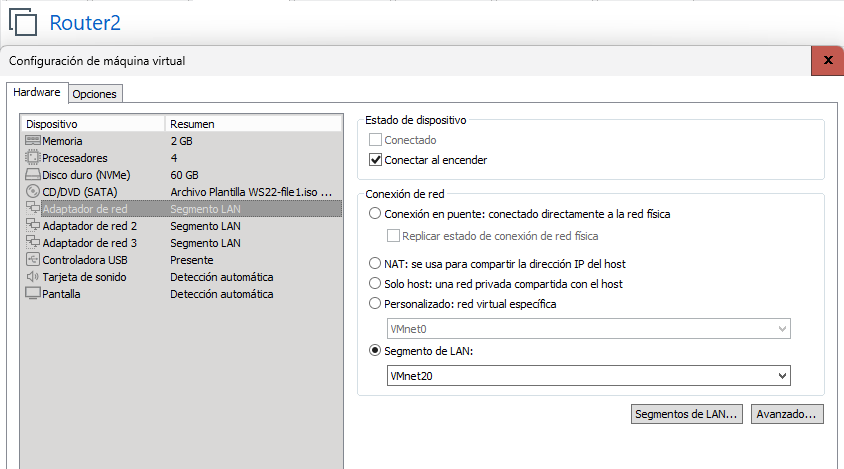 Router2
Configuración de máquina virtual
x
Hardware Opciones
Dispositivo Resumen
Memoria 2 GB
Procesadores 4
Disco duro (NVMe) 60 GB
CD/DVD (SATA) Archivo Plantilla WS22-file1.iso ...
Adaptador de red Segmento LAN
Adaptador de red 2 Segmento LAN
Adaptador de red 3 Segmento LAN
Controladora USB Presente
Tarjeta de sonido Detección automática
Pantalla Detección automática
Estado de dispositivo
Conectado
Conectar al encender
Conexión de red
Conexión en puente: conectado directamente a la red física
Replicar estado de conexión de red física
NAT: se usa para compartir la dirección IP del host
Solo host: una red privada compartida con el host
Personalizado: red virtual específica
VMnet0
Segmento de LAN:
VMnet20
Segmentos de LAN... Avanzado...